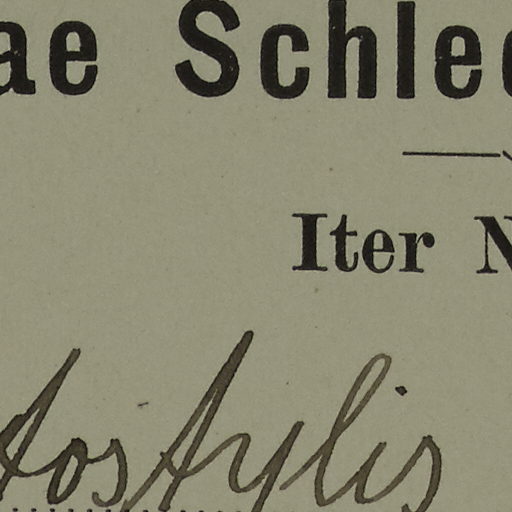 ae Schlec
Iter N
tostylis